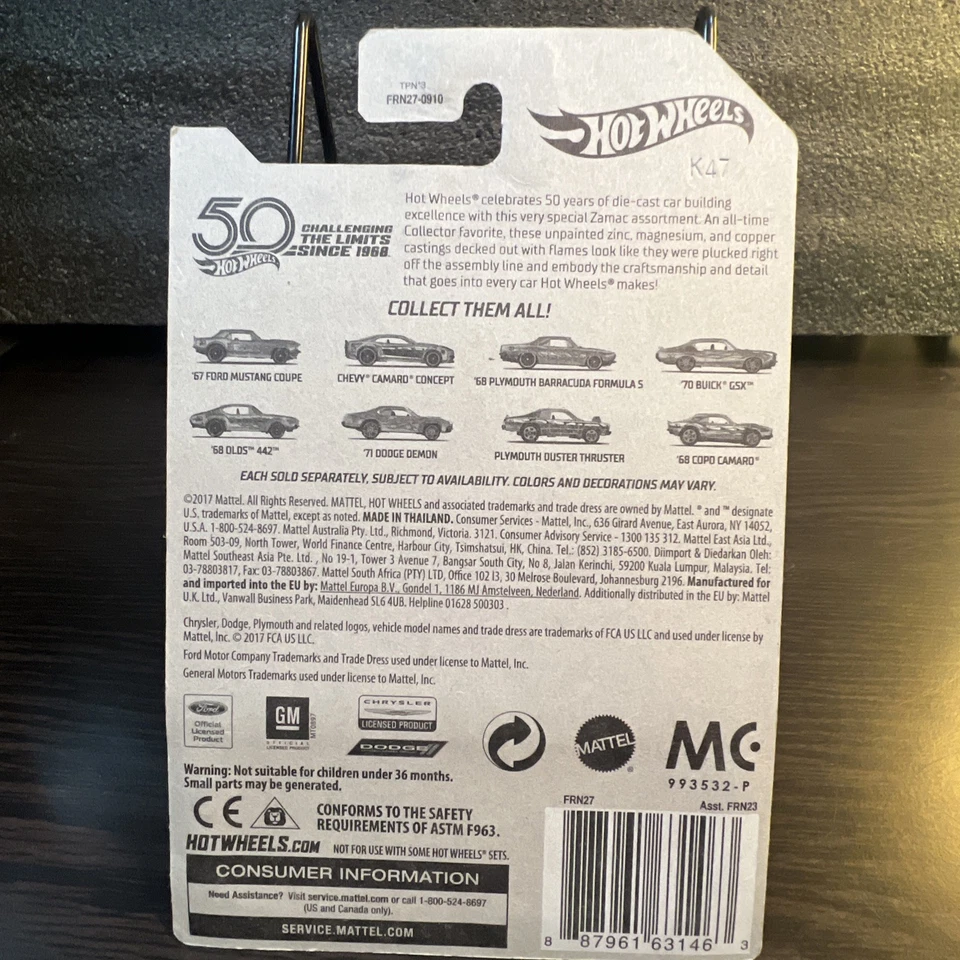 TPN°3
FRN27-0910
HOT WHEELS
K47
50
HOT WHEELS
CHALLENGING
THE LIMITS
SINCE 1968
Hot Wheels® celebrates 50 years of die-cast car building
excellence with this very special Zamac assortment. An all-time
Collector favorite, these unpainted zinc, magnesium, and copper
castings decked out with flames look like they were plucked right
off the assembly line and embody the craftsmanship and detail
that goes into every car Hot Wheels® makes!
COLLECT THEM ALL!
'67 FORD MUSTANG COUPE
CHEVY® CAMARO® CONCEPT
'68 PLYMOUTH BARRACUDA FORMULA S
'70 BUICK® GSX™
'68 OLDS™ 442™
'71 DODGE DEMON
PLYMOUTH DUSTER THRUSTER
'68 COPO CAMARO®
EACH SOLD SEPARATELY, SUBJECT TO AVAILABILITY. COLORS AND DECORATIONS MAY VARY.
©2017 Mattel. All Rights Reserved. MATTEL, HOT WHEELS and associated trademarks and trade dress are owned by Mattel. ® and ™ designate
U.S. trademarks of Mattel, except as noted. MADE IN THAILAND. Consumer Services - Mattel, Inc., 636 Girard Avenue, East Aurora, NY 14052,
U.S.A. 1-800-524-8697. Mattel Australia Pty. Ltd., Richmond, Victoria. 3121. Consumer Advisory Service - 1300 135 312. Mattel East Asia Ltd.,
Room 503-09, North Tower, World Finance Centre, Harbour City, Tsimshatsui, HK, China. Tel.: (852) 3185-6500. Diimport & Diedarkan Oleh:
Mattel Southeast Asia Pte. Ltd. , No 19-1, Tower 3 Avenue 7, Bangsar South City, No 8, Jalan Kerinchi, 59200 Kuala Lumpur, Malaysia. Tel:
03-78803817, Fax: 03-78803867. Mattel South Africa (PTY) LTD, Office 102 I3, 30 Melrose Boulevard, Johannesburg 2196. Manufactured for
and imported into the EU by: Mattel Europa B.V., Gondel 1, 1186 MJ Amstelveen, Nederland. Additionally distributed in the EU by: Mattel
U.K. Ltd., Vanwall Business Park, Maidenhead SL6 4UB. Helpline 01628 500303 .
Chrysler, Dodge, Plymouth and related logos, vehicle model names and trade dress are trademarks of FCA US LLC and used under license by
Mattel, Inc. © 2017 FCA US LLC.
Ford Motor Company Trademarks and Trade Dress used under license to Mattel, Inc.
General Motors Trademarks used under license to Mattel, Inc.
Ford
Official
Licensed
Product
GM
OFFICIAL
LICENSED PRODUCT
CHRYSLER
LICENSED PRODUCT
DODGE
MATTEL
MC
993532-P
Warning: Not suitable for children under 36 months.
Small parts may be generated.
CE
CONFORMS TO THE SAFETY
REQUIREMENTS OF ASTM F963.
HOTWHEELS.COM NOT FOR USE WITH SOME HOT WHEELS® SETS.
CONSUMER INFORMATION
Need Assistance? Visit service.mattel.com or call 1-800-524-8697
(US and Canada only).
SERVICE.MATTEL.COM
FRN27
Asst. FRN23
8 87961 63146 3